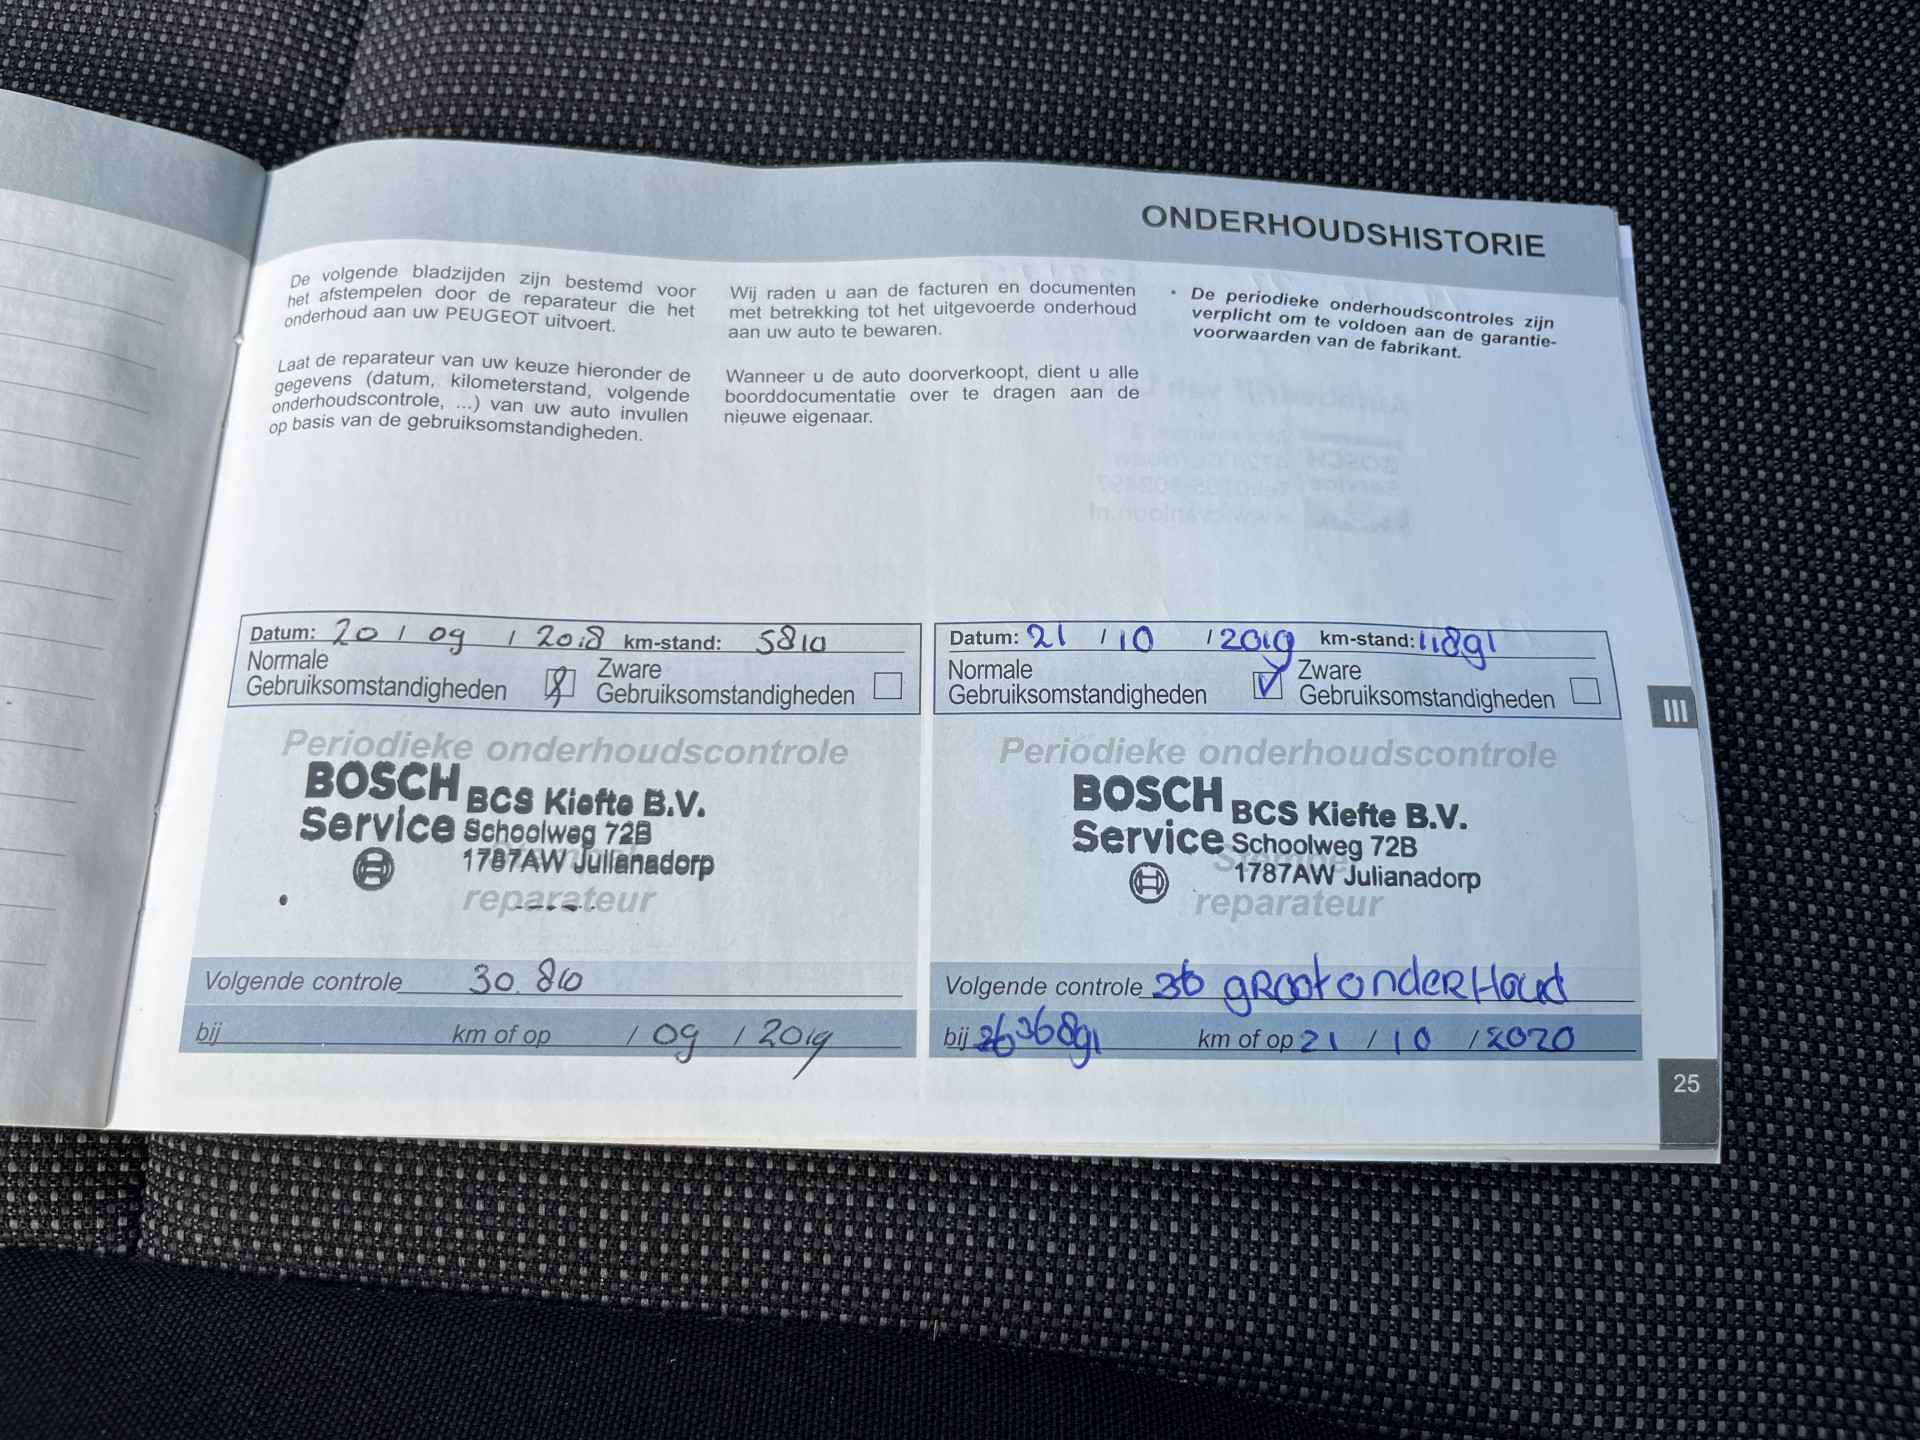 ONDERHOUDSHISTORIE
De volgende bladzijden zijn bestemd voor
het afstempelen door de reparateur die het
onderhoud aan uw PEUGEOT uitvoert.
Laat de reparateur van uw keuze hieronder de
gegevens (datum, kilometerstand, volgende
onderhoudscontrole, ...) van uw auto invullen
op basis van de gebruiksomstandigheden.
Wij raden u aan de facturen en documenten
met betrekking tot het uitgevoerde onderhoud
aan uw auto te bewaren.
Wanneer u de auto doorverkoopt, dient u alle
boorddocumentatie over te dragen aan de
nieuwe eigenaar.
• De periodieke onderhoudscontroles zijn
verplicht om te voldoen aan de garantie-
voorwaarden van de fabrikant.
Datum: 20 / 09 / 2018 km-stand: 5810
Normale
Gebruiksomstandigheden
Zware
Gebruiksomstandigheden
Periodieke onderhoudscontrole
BOSCH BCS Kiefte B.V.
Service Schoolweg 72B
1787AW Julianadorp
reparateur
Volgende controle 30.810
bij km of op / 09 / 2019
Datum: 21 / 10 / 2019 km-stand: 11891
Normale
Gebruiksomstandigheden
Zware
Gebruiksomstandigheden
Periodieke onderhoudscontrole
BOSCH BCS Kiefte B.V.
Service Schoolweg 72B
Stempel
1787AW Julianadorp
reparateur
Volgende controle grootonderHoud
bij 36891 km of op 21 / 10 / 2020
III
25